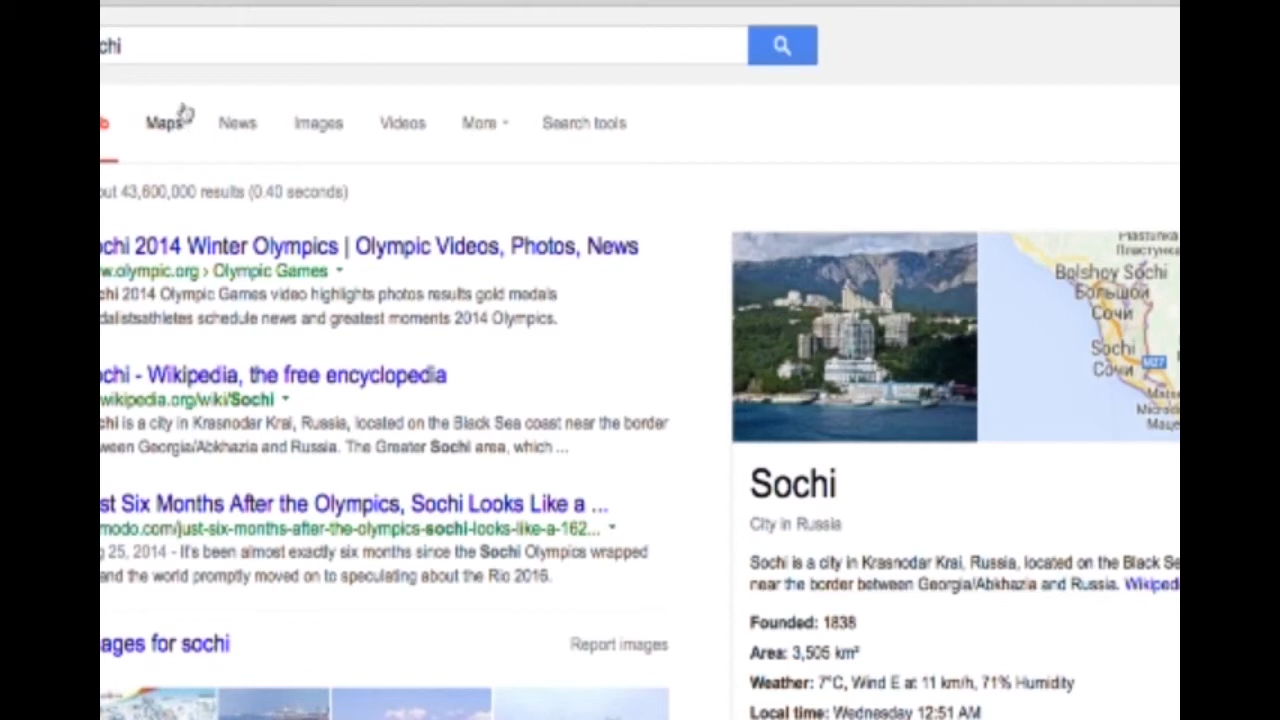 chi
Maps News Images Videos More Search tools
out 43,600,000 results (0.40 seconds)
ochi 2014 Winter Olympics | Olympic Videos, Photos, News
w.olympic.org › Olympic Games
chi 2014 Olympic Games video highlights photos results gold medals
dalistsathletes schedule news and greatest moments 2014 Olympics.
ochi - Wikipedia, the free encyclopedia
wikipedia.org/wiki/Sochi
chi is a city in Krasnodar Krai, Russia, located on the Black Sea coast near the border
ween Georgia/Abkhazia and Russia. The Greater Sochi area, which ...
st Six Months After the Olympics, Sochi Looks Like a ...
modo.com/just-six-months-after-the-olympics-sochi-looks-like-a-162...
g 25, 2014 - It's been almost exactly six months since the Sochi Olympics wrapped
and the world promptly moved on to speculating about the Rio 2016.
ages for sochi
Report images
Plastunka
Пластунка
Bolshoy Sochi
Большой
Сочи
Sochi
Сочи
M27
Sochi
City in Russia
Sochi is a city in Krasnodar Krai, Russia, located on the Black Se
near the border between Georgia/Abkhazia and Russia. Wikiped
Founded: 1838
Area: 3,505 km²
Weather: 7°C, Wind E at 11 km/h, 71% Humidity
Local time: Wednesday 12:51 AM